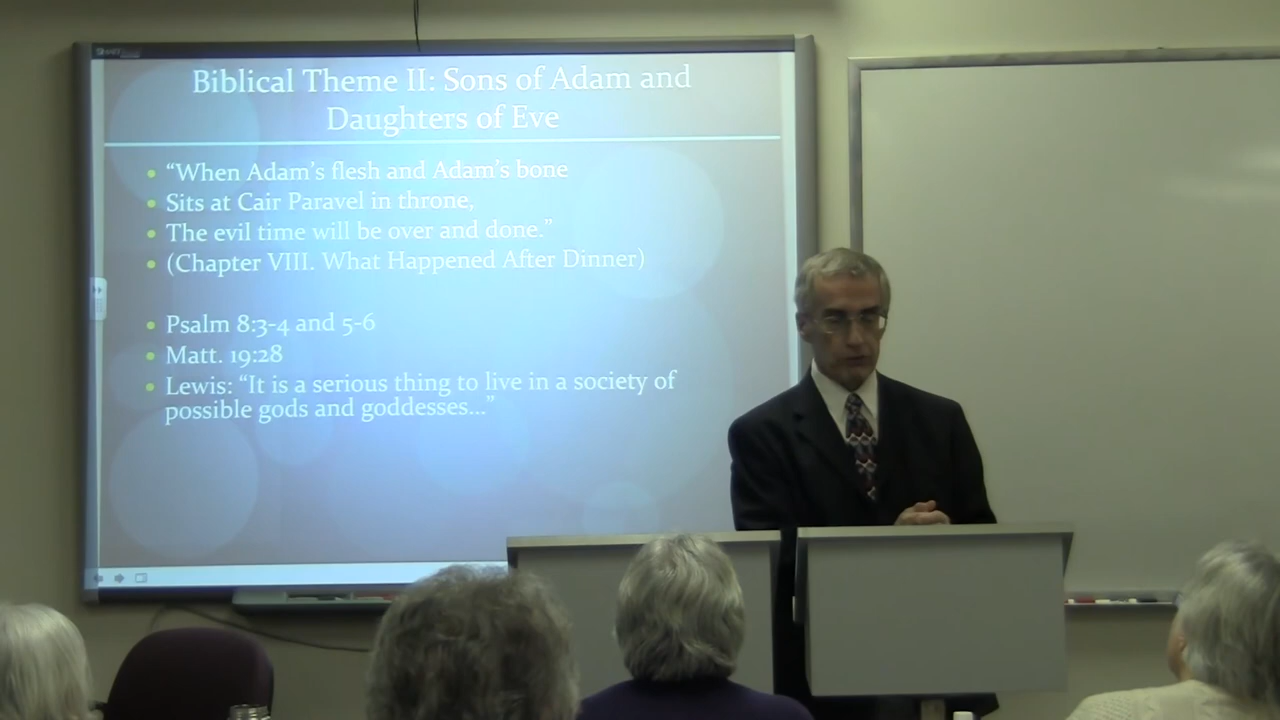 Biblical Theme II: Sons of Adam and
Daughters of Eve
• “When Adam’s flesh and Adam’s bone
• Sits at Cair Paravel in throne,
• The evil time will be over and done.”
• (Chapter VIII. What Happened After Dinner)
• Psalm 8:3-4 and 5-6
• Matt. 19:28
• Lewis: “It is a serious thing to live in a society of
possible gods and goddesses...”